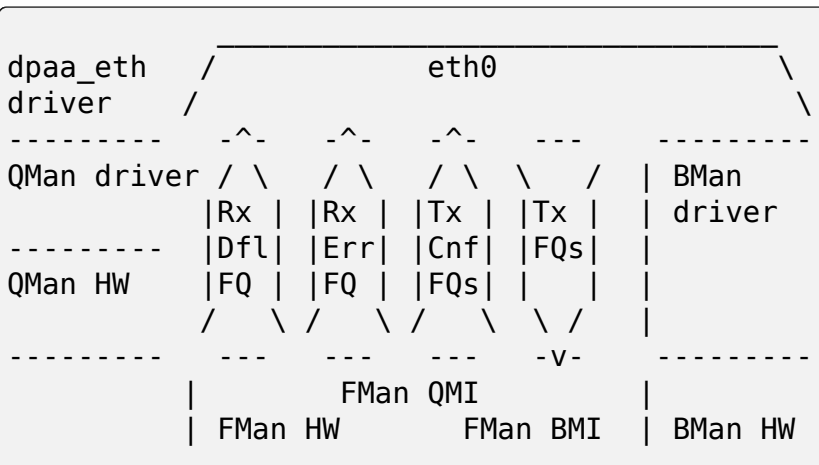 dpaa_eth eth0
driver
QMan driver BMan
|Rx | |Rx | |Tx | |Tx | | driver
|Dfl| |Err| |Cnf| |FQs| |
QMan HW |FQ | |FQ | |FQs| | | |
-v-
| FMan QMI |
| FMan HW FMan BMI | BMan HW